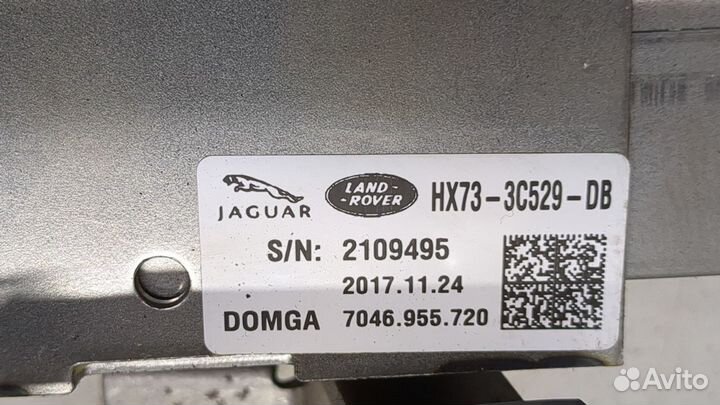 JAGUAR
LAND-
ROVER
HX73-3C529-DB
S/N: 2109495
2017.11.24
DOMGA 7046.955.720
Avito